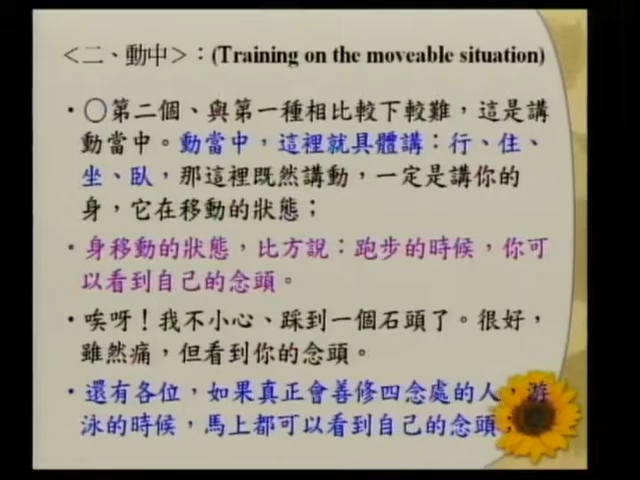 ＜二、動中＞：(Training on the moveable situation)
•○第二個、與第一種相比較下較難，這是講
動當中。動當中，這裡就具體講：行、住、
坐、臥，那這裡既然講動，一定是講你的
身，它在移動的狀態；
•身移動的狀態，比方說：跑步的時候，你可
以看到自己的念頭。
•唉呀！我不小心、踩到一個石頭了。很好，
雖然痛，但看到你的念頭。
•還有各位，如果真正會善修四念處的人，游
泳的時候，馬上都可以看到自己的念頭；